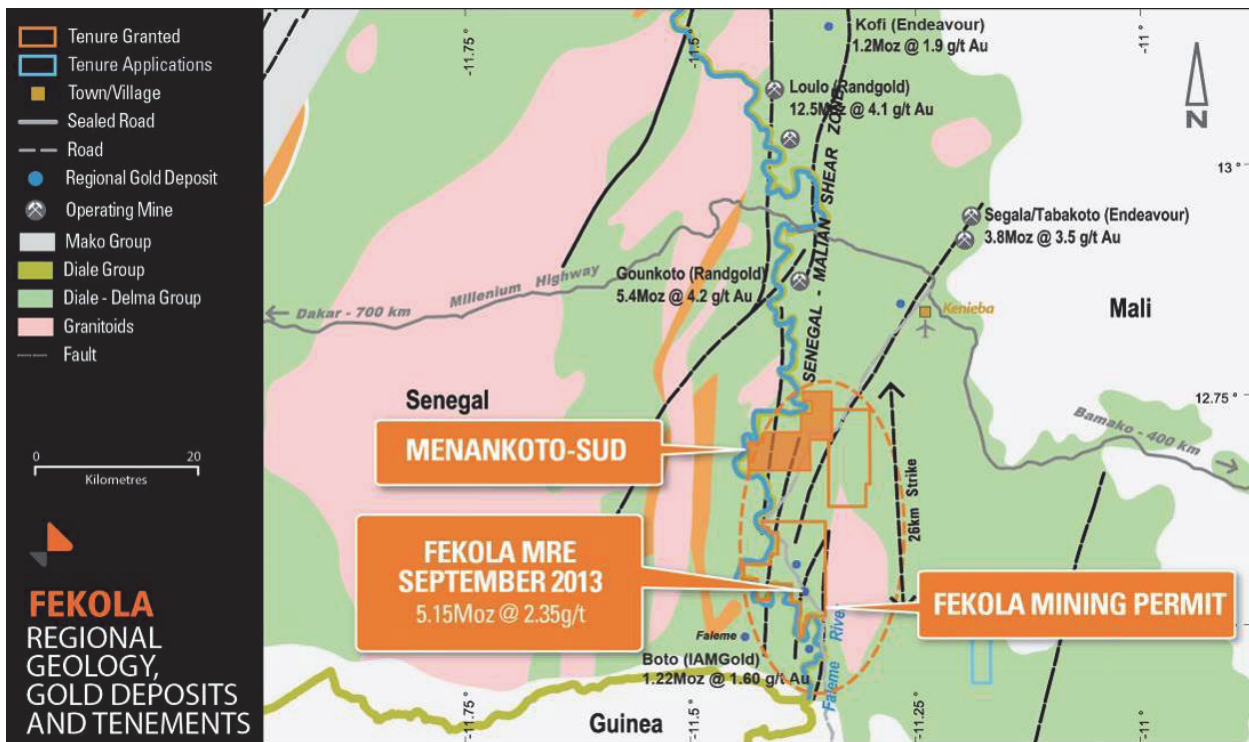 Tenure Granted
Tenure Applications
Town/Village
Sealed Road
Road
Regional Gold Deposit
Operating Mine
Mako Group
Diale Group
Diale - Delma Group
Granitoids
Fault
0 20
Kilometres
FEKOLA
REGIONAL
GEOLOGY,
GOLD DEPOSITS
AND TENEMENTS
-11.75
-11.5
-11°
Kofi (Endeavour)
1.2Moz @ 1.9 g/t Au
N
Loulo (Randgold)
12.5Moz @ 4.1 g/t Au
13°
SENEGAL - MALTAN SHEAR ZONE
Segala/Tabakoto (Endeavour)
3.8Moz @ 3.5 g/t Au
Gounkoto (Randgold)
5.4Moz @ 4.2 g/t Au
Millenium Highway
Dakar - 700 km
Kenieba
Mali
Senegal
12.75°
Bamako - 400 km
MENANKOTO-SUD
26km Strike
FEKOLA MRE
SEPTEMBER 2013
5.15Moz @ 2.35g/t
FEKOLA MINING PERMIT
Faleme
Faleme River
Boto (IAMGold)
1.22Moz @ 1.60 g/t Au
Guinea
-11.75°
-11.5°
-11.25
-11°